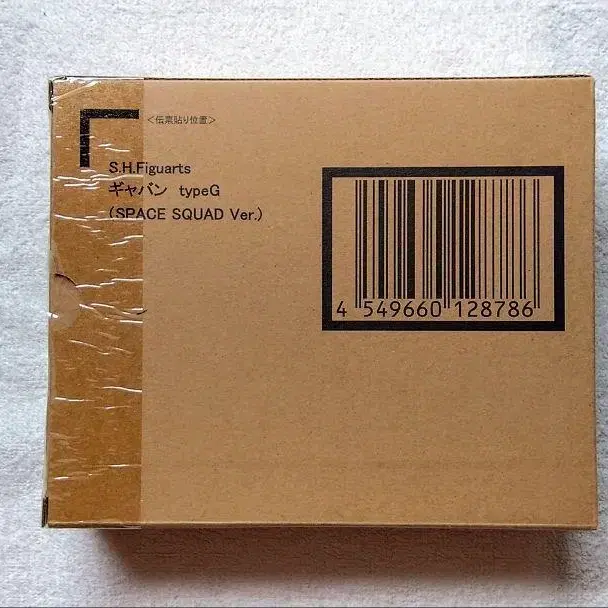 <伝票貼り位置>
S.H.Figuarts
ギャバン typeG
(SPACE SQUAD Ver.)
4 549660 128786